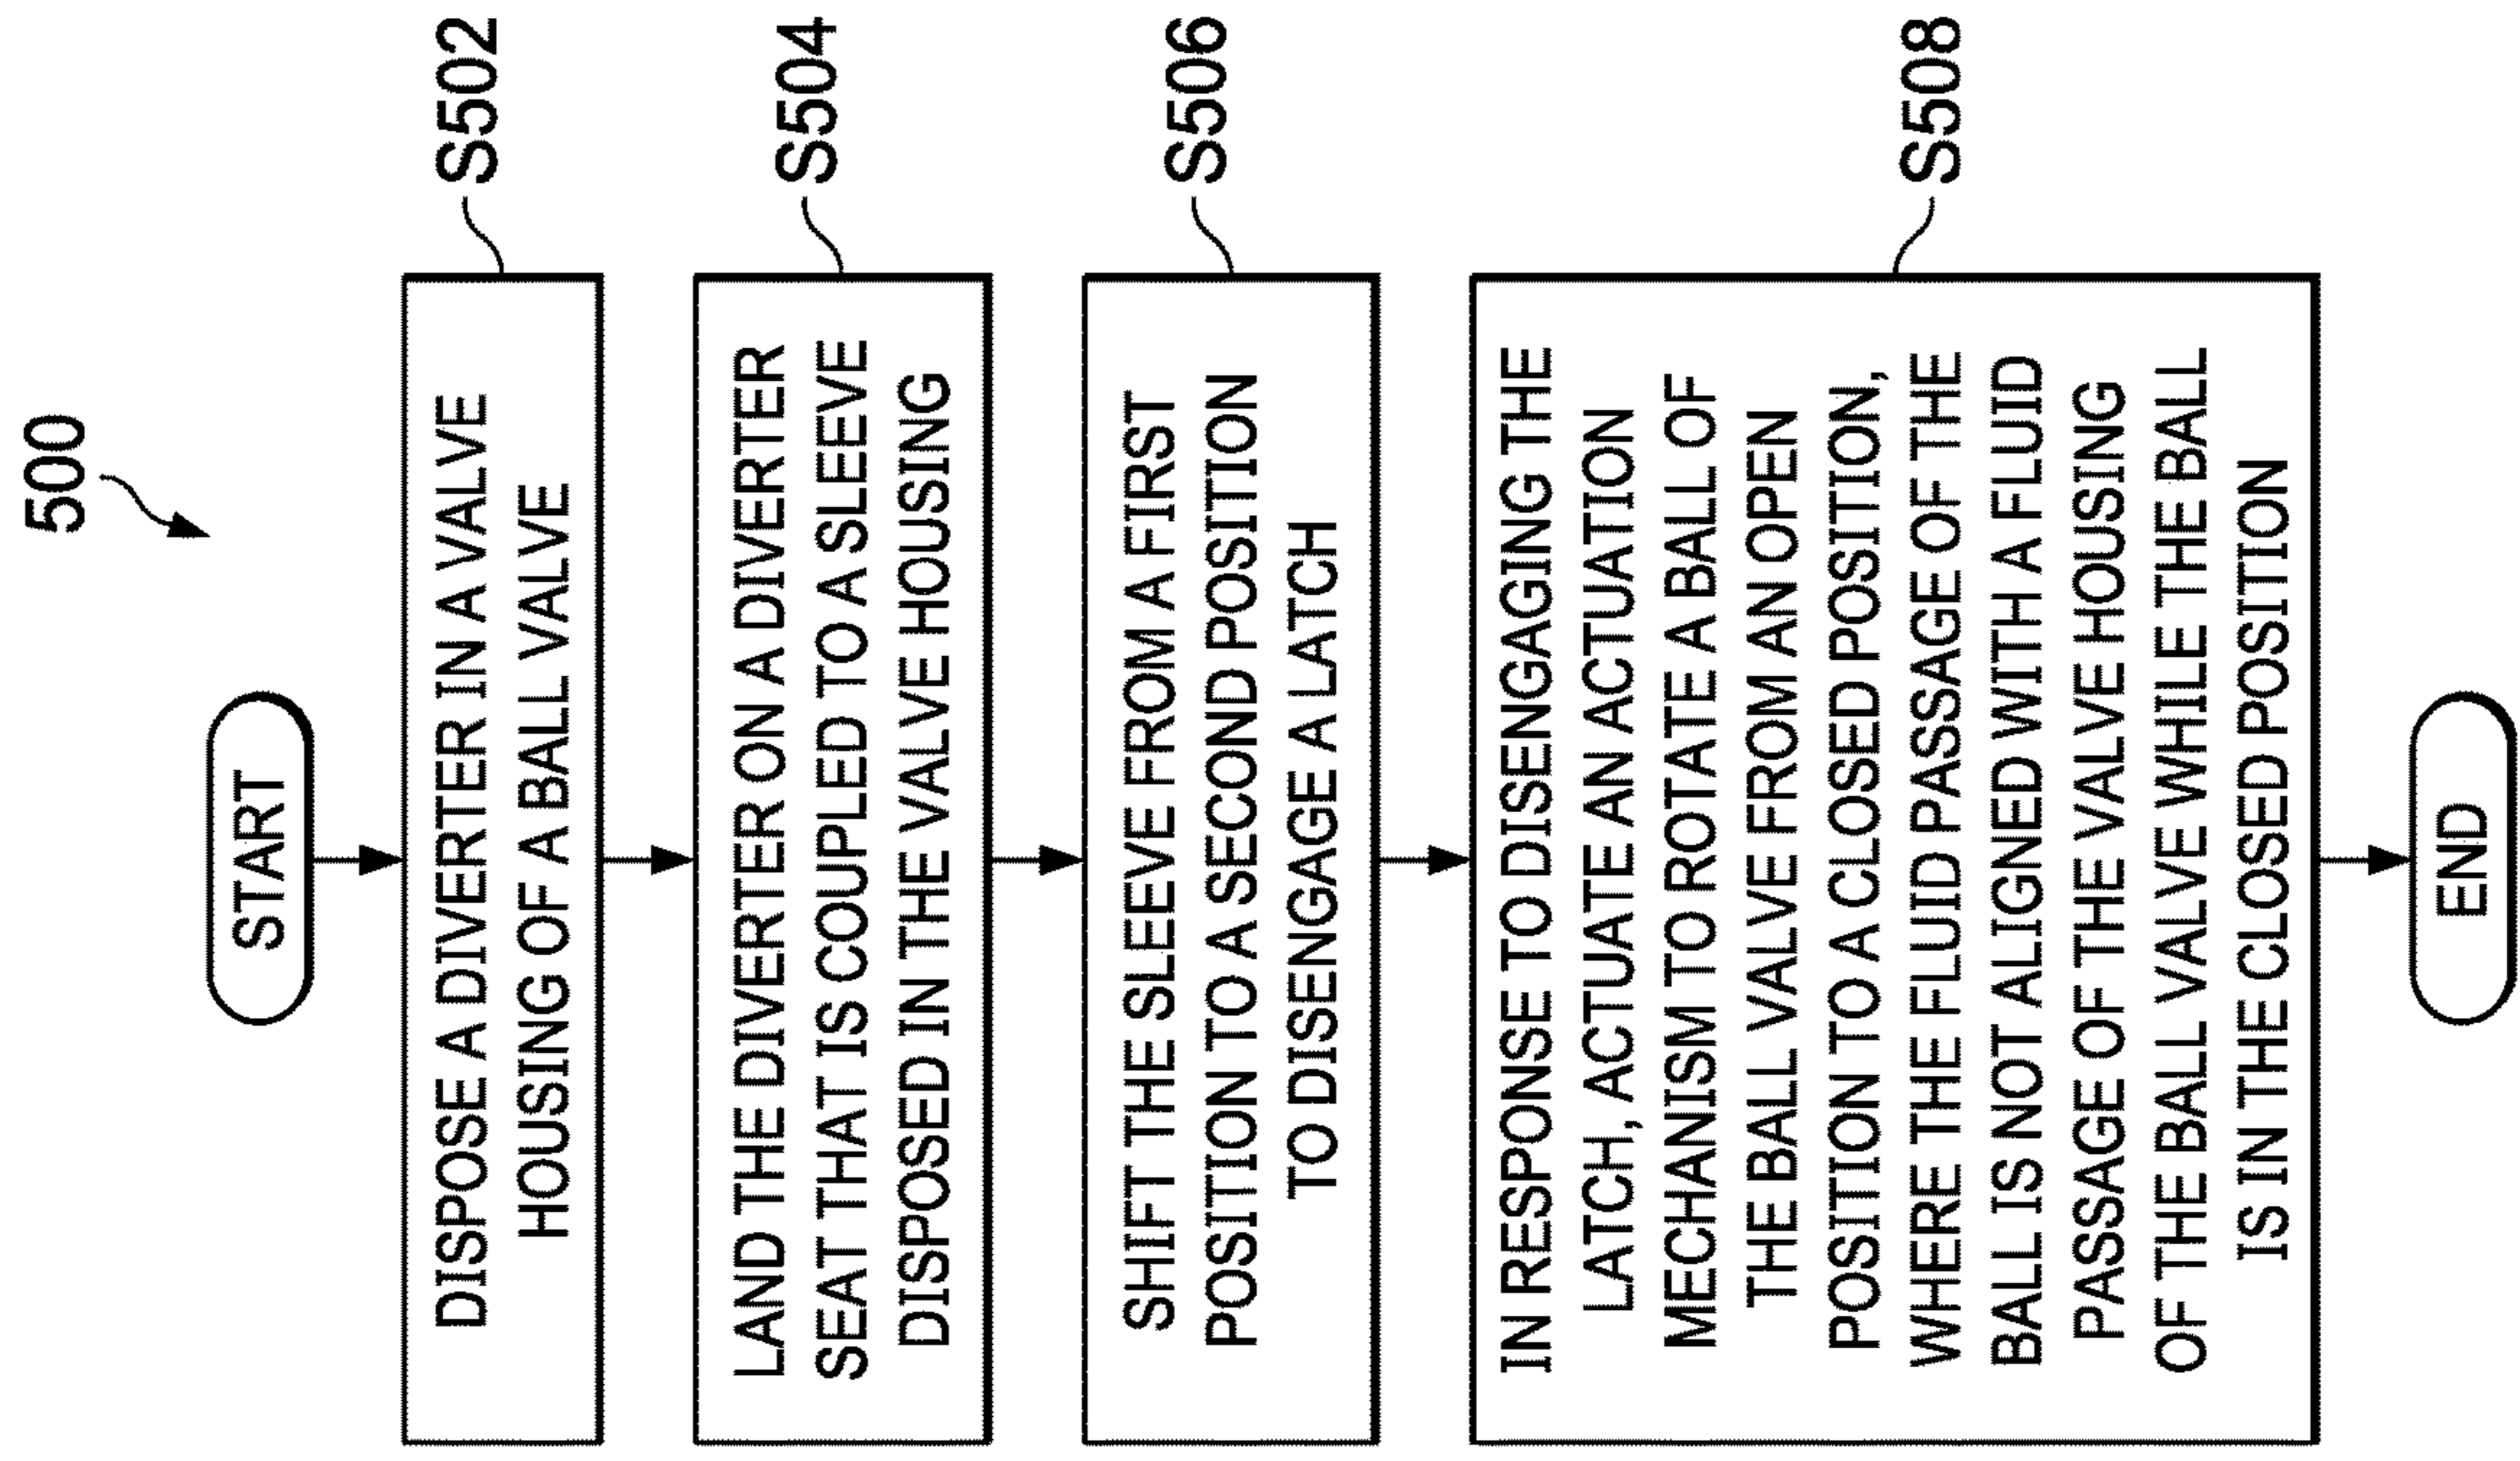 500
START
DISPOSE A DIVERTER IN A VALVE
HOUSING OF A BALL VALVE
S502
LAND THE DIVERTER ON A DIVERTER
SEAT THAT IS COUPLED TO A SLEEVE
DISPOSED IN THE VALVE HOUSING
S504
SHIFT THE SLEEVE FROM A FIRST
POSITION TO A SECOND POSITION
TO DISENGAGE A LATCH
S506
IN RESPONSE TO DISENGAGING THE
LATCH, ACTUATE AN ACTUATION
MECHANISM TO ROTATE A BALL OF
THE BALL VALVE FROM AN OPEN
POSITION TO A CLOSED POSITION,
WHERE THE FLUID PASSAGE OF THE
BALL IS NOT ALIGNED WITH A FLUID
PASSAGE OF THE VALVE HOUSING
OF THE BALL VALVE WHILE THE BALL
IS IN THE CLOSED POSITION
S508
END